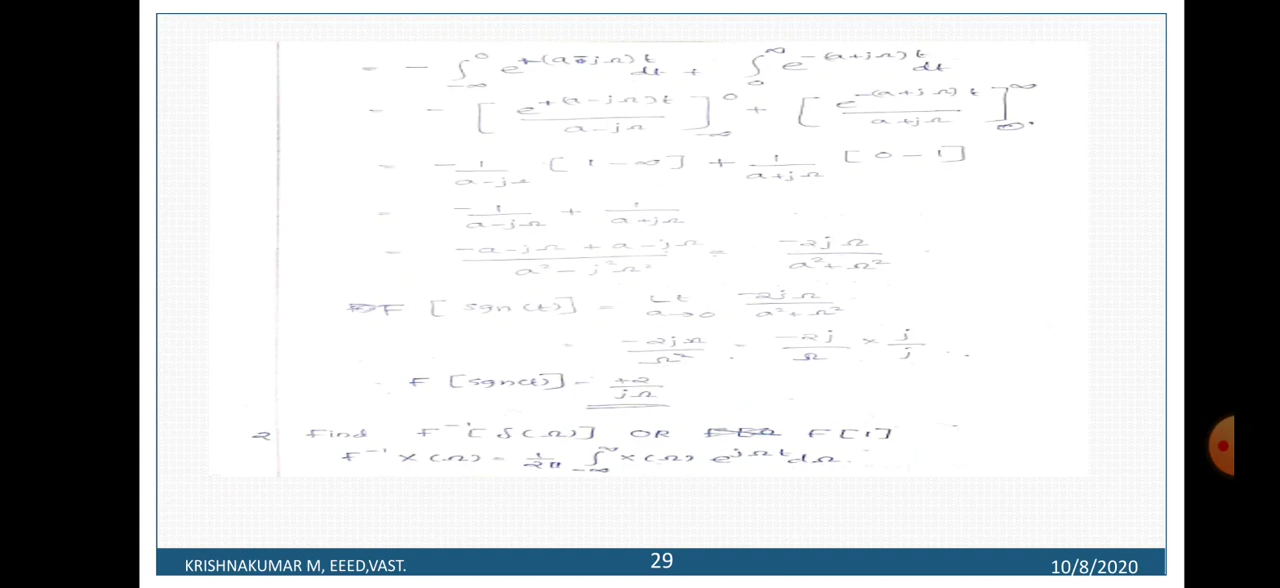 = - ∫_{-∞}^{0} e^{+(a-jΩ)t} dt + ∫_{0}^{∞} e^{-(a+jΩ)t} dt
= - [ e^{+(a-jΩ)t} / a-jΩ ]_{-∞}^{0} + [ e^{-(a+jΩ)t} / a+jΩ ]_{0}^{∞}
= - 1/a-jΩ [1-∞] + 1/a+jΩ [0-1]
= - 1/a-jΩ + 1/a+jΩ
= -a-jΩ+a-jΩ / a²-j²Ω² = -2jΩ / a²+Ω²
F [sgn(t)] = Lt a→0 -2jΩ / a²+Ω²
= -2jΩ / Ω² = -2j/Ω × j/j
F [sgn(t)] = +2/jΩ
2 Find F⁻¹[δ(Ω)] OR F[1]
F⁻¹ X(Ω) = 1/2π ∫_{-∞}^{∞} X(Ω) e^{jΩt} dΩ
KRISHNAKUMAR M, EEED,VAST. 29 10/8/2020